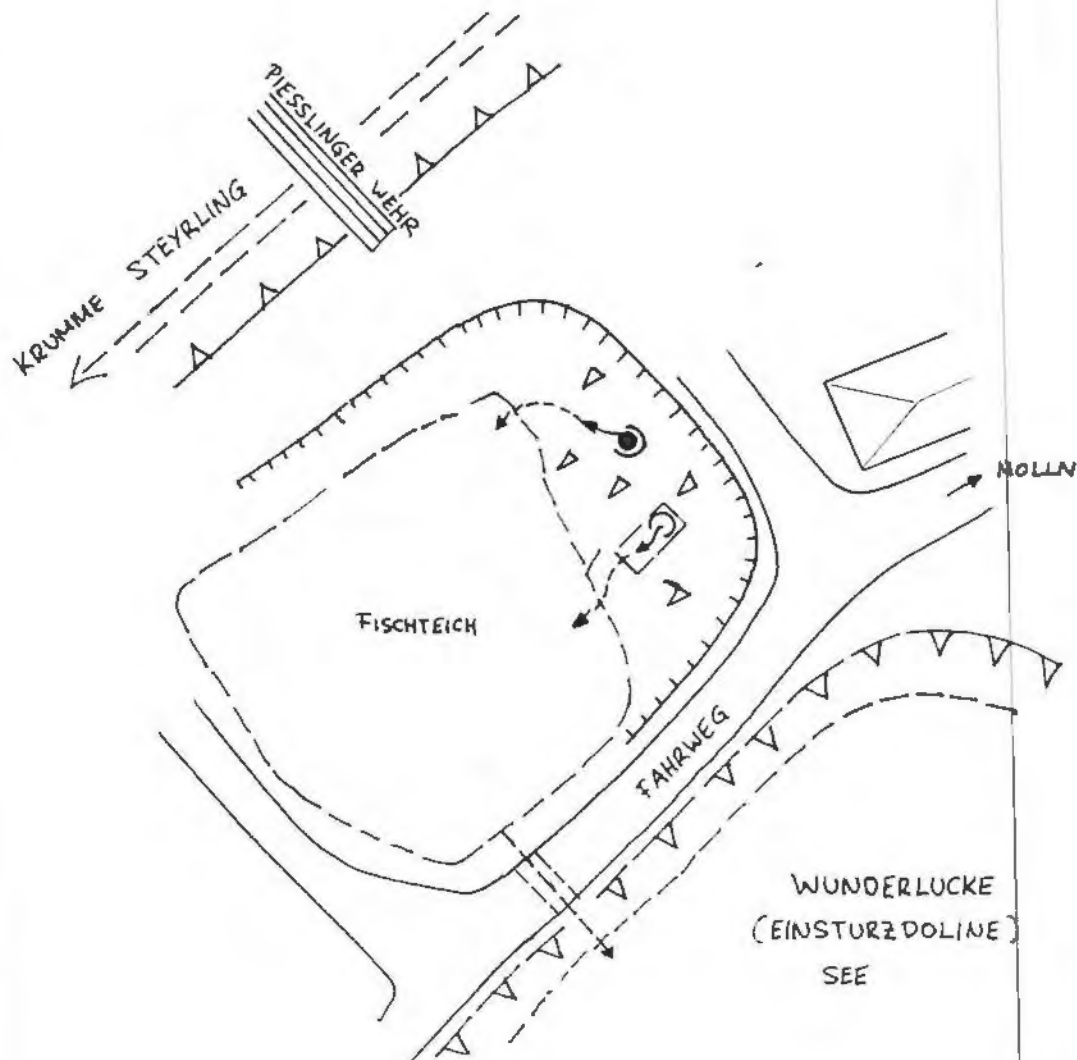 PIESSLINGER WEHR
KRUMME STEYRLING
MOLLN
FISCHTEICH
FAHRWEG
WUNDERLUCKE
(EINSTURZDOLINE)
SEE